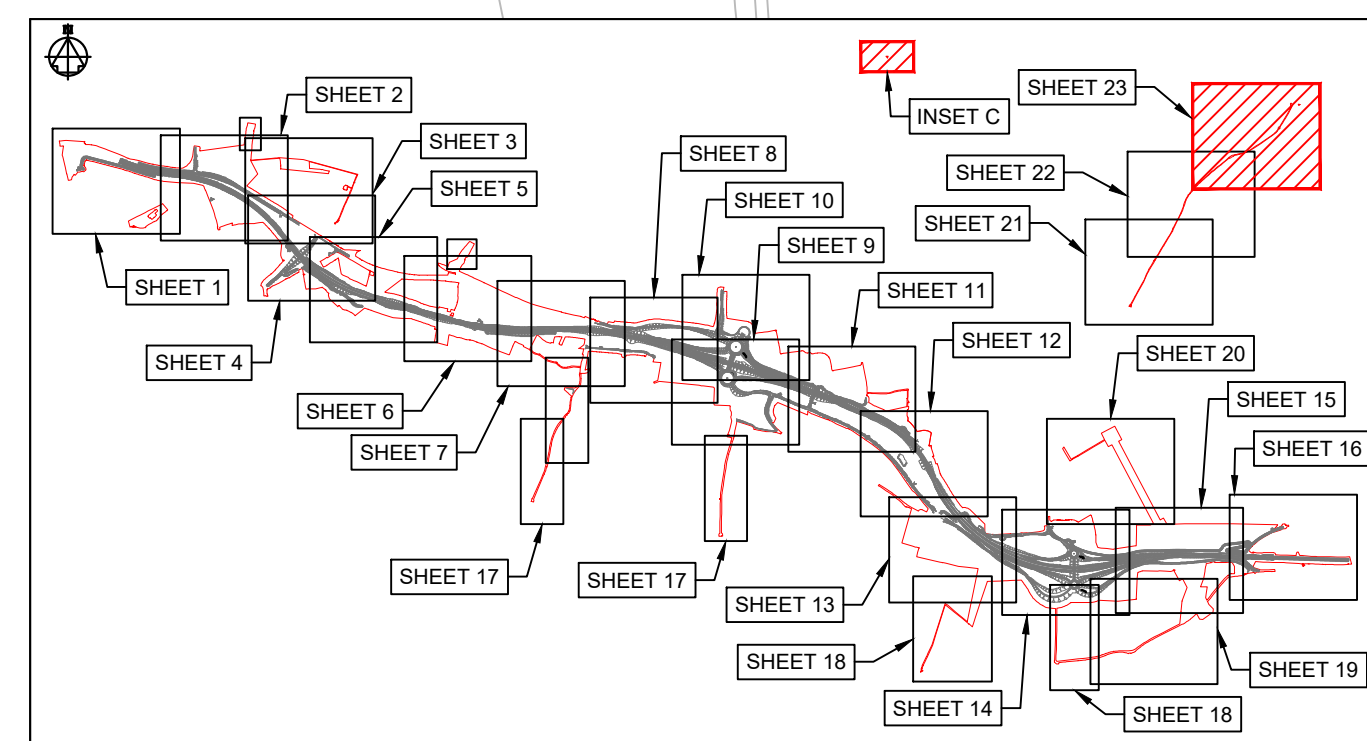 N
SHEET 2
SHEET 3
SHEET 5
SHEET 1
SHEET 4
SHEET 6
SHEET 7
SHEET 17
SHEET 8
SHEET 10
SHEET 9
SHEET 11
SHEET 12
INSET C
SHEET 23
SHEET 22
SHEET 21
SHEET 20
SHEET 15
SHEET 16
SHEET 17
SHEET 13
SHEET 18
SHEET 14
SHEET 19
SHEET 18